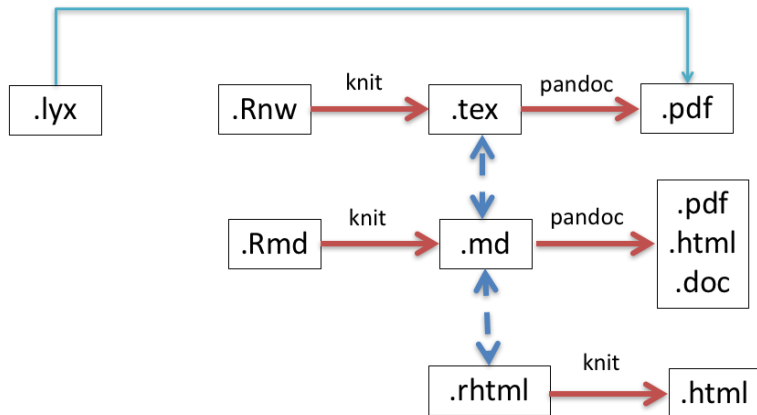 knit
pandoc
.lyx
.Rnw
.tex
.pdf
knit
pandoc
.Rmd
.md
.pdf
.html
.doc
knit
.rhtml
.html